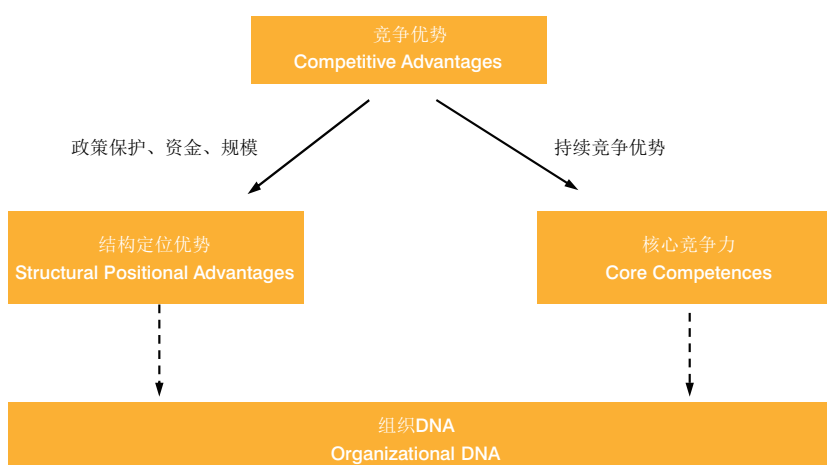 竞争优势
Competitive Advantages
政策保护、资金、规模
持续竞争优势
结构定位优势
Structural Positional Advantages
核心竞争力
Core Competences
组织DNA
Organizational DNA